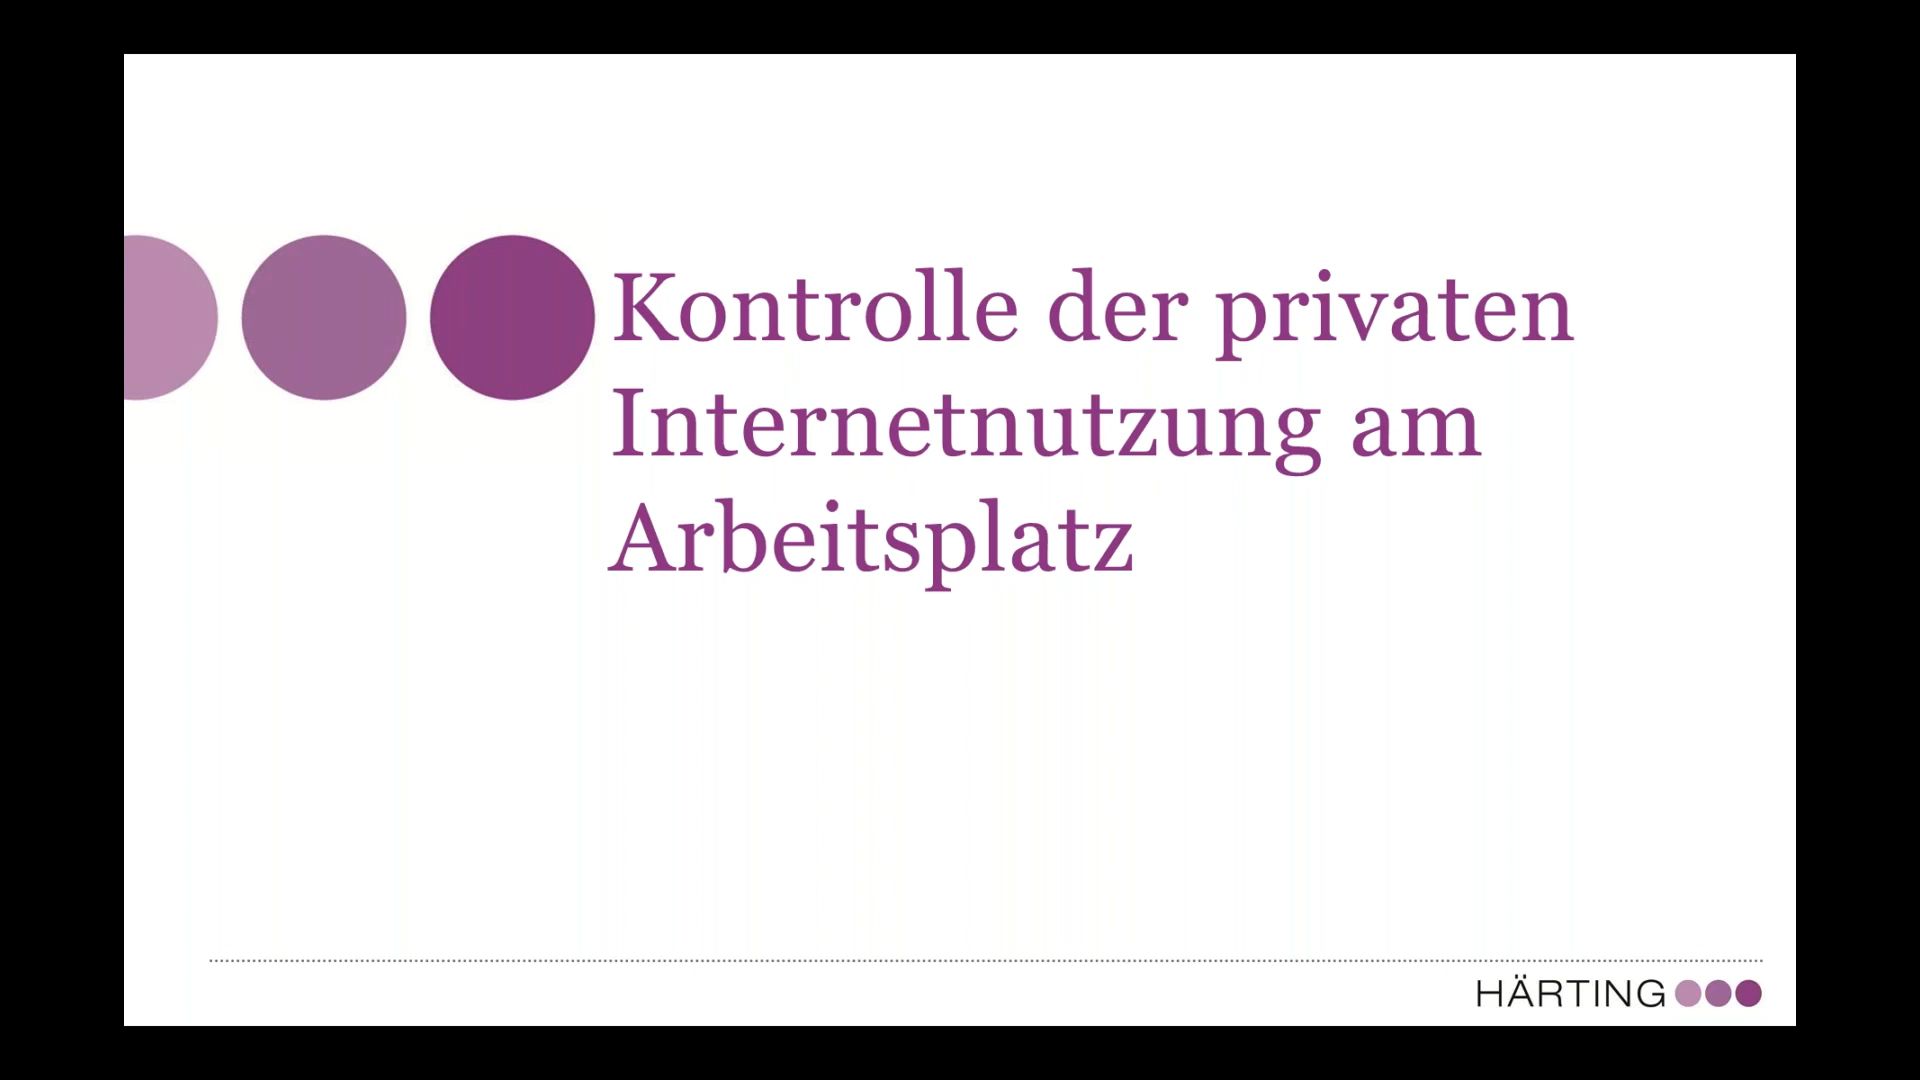 Kontrolle der privaten
Internetnutzung am
Arbeitsplatz
HÄRTING